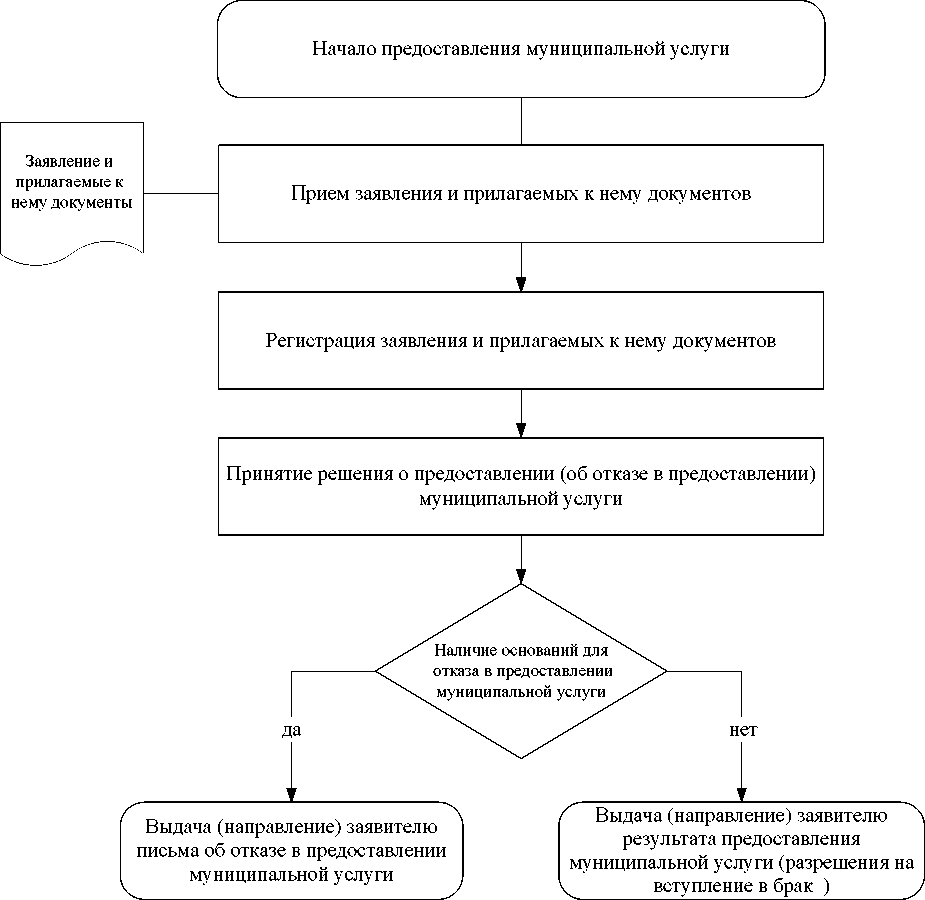 Начало предоставления муниципальной услуги
Заявление и
прилагаемые к
нему документы
Прием заявления и прилагаемых к нему документов
Регистрация заявления и прилагаемых к нему документов
Принятие решения о предоставлении (об отказе в предоставлении)
муниципальной услуги
Наличие оснований для
отказа в предоставлении
муниципальной услуги
да
нет
Выдача (направление) заявителю
письма об отказе в предоставлении
муниципальной услуги
Выдача (направление) заявителю
результата предоставления
муниципальной услуги (разрешения на
вступление в брак  )